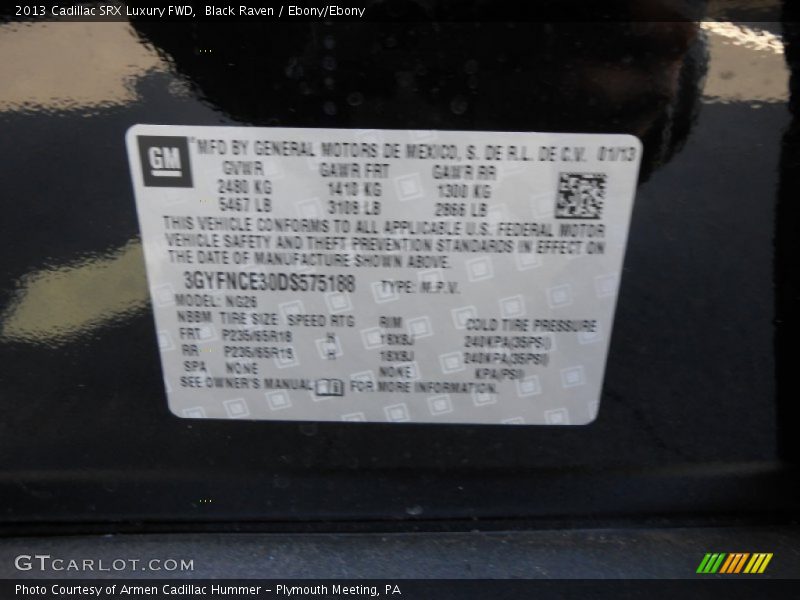 2013 Cadillac SRX Luxury FWD,  Black Raven / Ebony/Ebony
GM
MFD BY GENERAL MOTORS DE MEXICO, S. DE R.L. DE C.V. 01/13
GVWR GAWR FRT GAWR RR
2480 KG 1410 KG 1300 KG
5467 LB 3108 LB 2866 LB
THIS VEHICLE CONFORMS TO ALL APPLICABLE U.S. FEDERAL MOTOR
VEHICLE SAFETY AND THEFT PREVENTION STANDARDS IN EFFECT ON
THE DATE OF MANUFACTURE SHOWN ABOVE.
3GYFNCE30DS575188 TYPE: M.P.V.
MODEL: NG26
NBBM TIRE SIZE SPEED RTG RIM COLD TIRE PRESSURE
FRT P235/65R18 H 18X8J 240KPA(35PSI)
RR P235/65R18 H 18X8J 240KPA(35PSI)
SPA NONE NONE KPA(PSI)
SEE OWNER'S MANUAL FOR MORE INFORMATION.
GTCARLOT.COM
Photo Courtesy of Armen Cadillac Hummer - Plymouth Meeting, PA